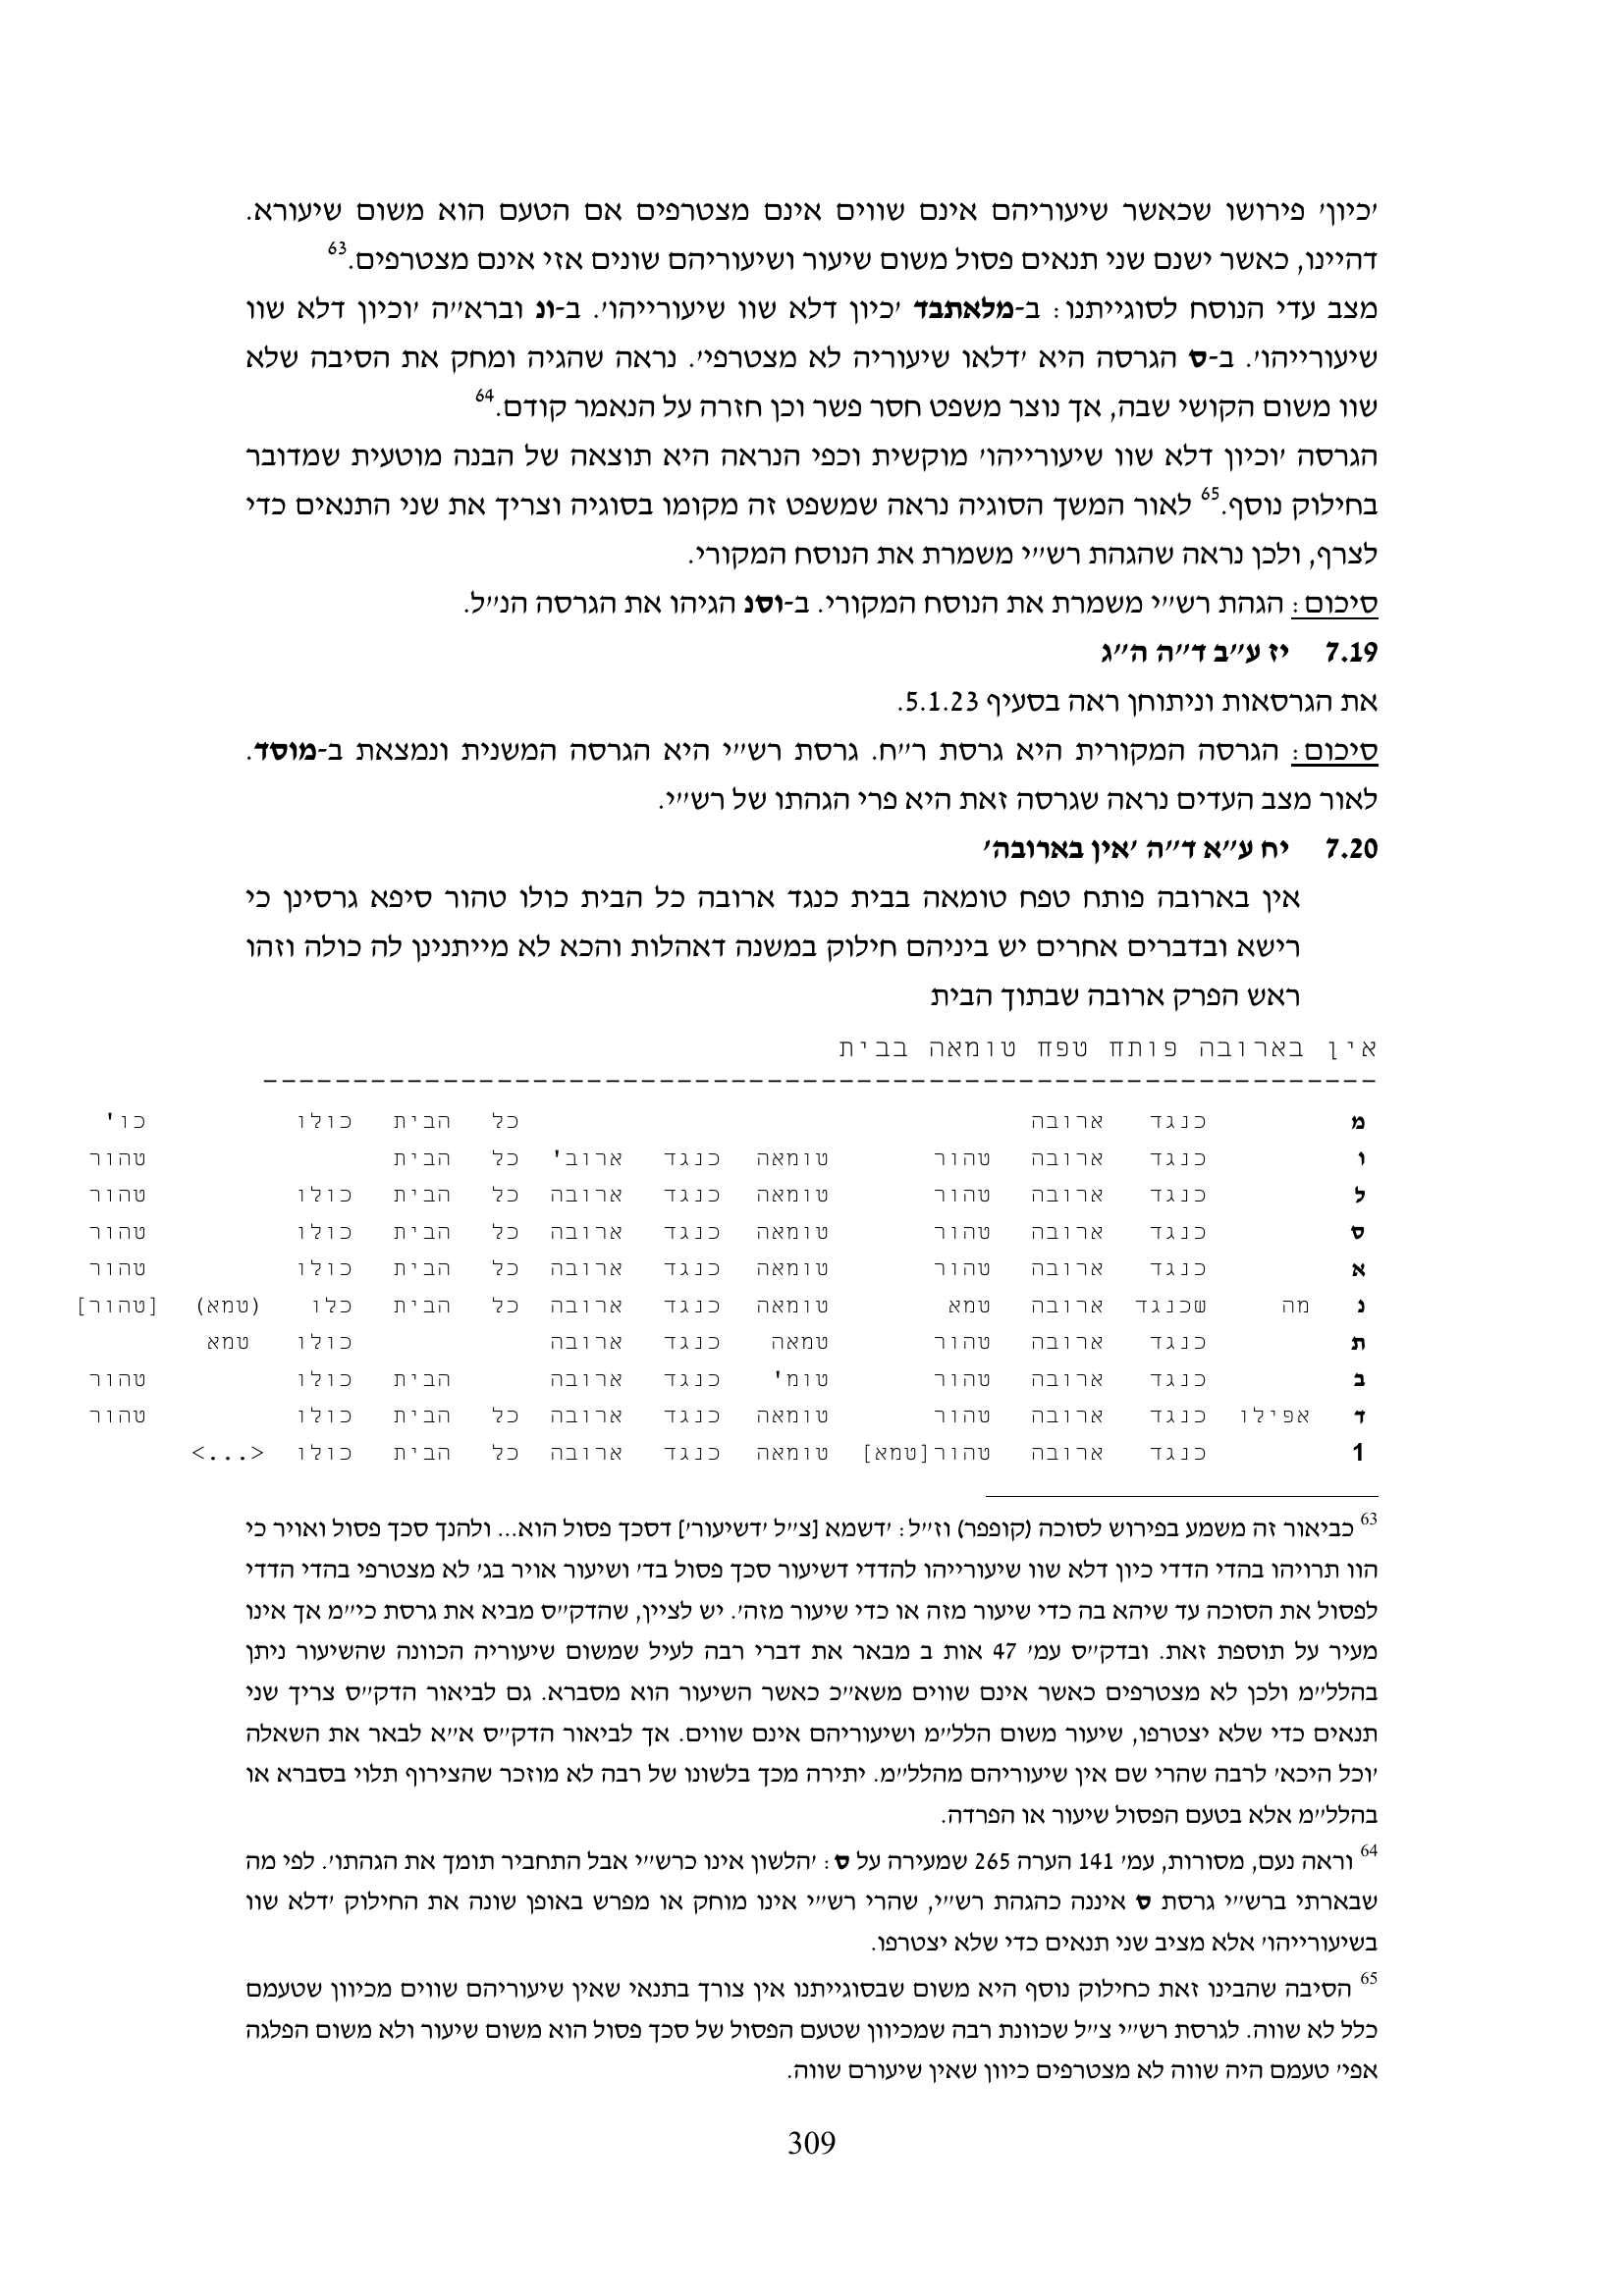 'כיון' פירושו שכאשר שיעוריהם אינם שווים אינם מצטרפים אם הטעם הוא משום שיעורא.
דהיינו, כאשר ישנם שני תנאים פסול משום שיעור ושיעוריהם שונים אזי אינם מצטרפים.63
מצב עדי הנוסח לסוגייתנו: ב-מלאתבד 'כיון דלא שוו שיעורייהו'. ב-ונ וברא"ה 'וכיון דלא שוו
שיעורייהו'. ב-ס הגרסה היא 'דלאו שיעוריה לא מצטרפי'. נראה שהגיה ומחק את הסיבה שלא
שוו משום הקושי שבה, אך נוצר משפט חסר פשר וכן חזרה על הנאמר קודם.64
הגרסה 'וכיון דלא שוו שיעורייהו' מוקשית וכפי הנראה היא תוצאה של הבנה מוטעית שמדובר
בחילוק נוסף.65 לאור המשך הסוגיה נראה שמשפט זה מקומו בסוגיה וצריך את שני התנאים כדי
לצרף, ולכן נראה שהגהת רש"י משמרת את הנוסח המקורי.
סיכום: הגהת רש"י משמרת את הנוסח המקורי. ב-וסנ הגיהו את הגרסה הנ"ל.
7.19 יז ע"ב ד"ה ה"ג
את הגרסאות וניתוחן ראה בסעיף 5.1.23.
סיכום: הגרסה המקורית היא גרסת ר"ח. גרסת רש"י היא הגרסה המשנית ונמצאת ב-מוסד.
לאור מצב העדים נראה שגרסה זאת היא פרי הגהתו של רש"י.
7.20 יח ע"א ד"ה 'אין בארובה'
אין בארובה פותח טפח טומאה בבית כנגד ארובה כל הבית כולו טהור סיפא גרסינן כי
רישא ובדברים אחרים יש ביניהם חילוק במשנה דאהלות והכא לא מייתנינן לה כולה וזהו
ראש הפרק ארובה שבתוך הבית
אין בארובה פותח טפח טומאה בבית
--------------------------------------------------------------
מ כנגד ארובה כל הבית כולו כו'
ו כנגד ארובה טהור טומאה כנגד ארוב' כל הבית טהור
ל כנגד ארובה טהור טומאה כנגד ארובה כל הבית כולו טהור
ס כנגד ארובה טהור טומאה כנגד ארובה כל הבית כולו טהור
א כנגד ארובה טהור טומאה כנגד ארובה כל הבית כולו טהור
נ מה שכנגד ארובה טמא טומאה כנגד ארובה כל הבית כלו (טמא) [טהור]
ת כנגד ארובה טהור טמאה כנגד ארובה כולו טמא
ב כנגד ארובה טהור טומ' כנגד ארובה הבית כולו טהור
ד אפילו כנגד ארובה טהור טומאה כנגד ארובה כל הבית כולו טהור
1 כנגד ארובה טהור[טמא] טומאה כנגד ארובה כל הבית כולו <...>
63 כביאור זה משמע בפירוש לסוכה (קופפר) וז"ל: 'דשמא [צ"ל 'דשיעור'] דסכך פסול הוא... ולהנך סכך פסול ואויר כי
הוו תרויהו בהדי הדדי כיון דלא שוו שיעורייהו להדדי דשיעור סכך פסול בד' ושיעור אויר בג' לא מצטרפי בהדי הדדי
לפסול את הסוכה עד שיהא בה כדי שיעור מזה או כדי שיעור מזה'. יש לציין, שהדק"ס מביא את גרסת כי"מ אך אינו
מעיר על תוספת זאת. ובדק"ס עמ' 47 אות ב מבאר את דברי רבה לעיל שמשום שיעוריה הכוונה שהשיעור ניתן
בהלל"מ ולכן לא מצטרפים כאשר אינם שווים משא"כ כאשר השיעור הוא מסברא. גם לביאור הדק"ס צריך שני
תנאים כדי שלא יצטרפו, שיעור משום הלל"מ ושיעוריהם אינם שווים. אך לביאור הדק"ס א"א לבאר את השאלה
'וכל היכא' לרבה שהרי שם אין שיעוריהם מהלל"מ. יתירה מכך בלשונו של רבה לא מוזכר שהצירוף תלוי בסברא או
בהלל"מ אלא בטעם הפסול שיעור או הפרדה.
64 וראה נעם, מסורות, עמ' 141 הערה 265 שמעירה על ס: 'הלשון אינו כרש"י אבל התחביר תומך את הגהתו'. לפי מה
שבארתי ברש"י גרסת ס איננה כהגהת רש"י, שהרי רש"י אינו מוחק או מפרש באופן שונה את החילוק 'דלא שוו
בשיעורייהו' אלא מציב שני תנאים כדי שלא יצטרפו.
65 הסיבה שהבינו זאת כחילוק נוסף היא משום שבסוגייתנו אין צורך בתנאי שאין שיעוריהם שווים מכיוון שטעמם
כלל לא שווה. לגרסת רש"י צ"ל שכוונת רבה שמכיוון שטעם הפסול של סכך פסול הוא משום שיעור ולא משום הפלגה
אפי' טעמם היה שווה לא מצטרפים כיוון שאין שיעורם שווה.
309